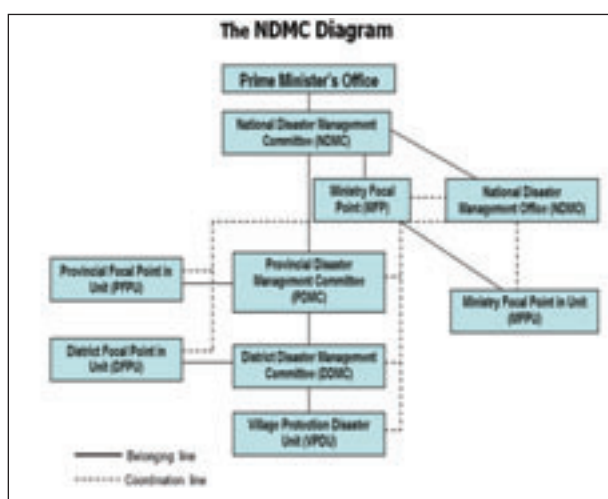 The NDMC Diagram
Prime Minister's Office
National Disaster Management
Committee (NDMC)
Ministry Focal
Point (MFP)
National Disaster
Management Office (NDMO)
Provincial Focal Point in
Unit (PFPU)
Provincial Disaster
Management Committee
(PDMC)
Ministry Focal Point in Unit
(MFPU)
District Focal Point in
Unit (DFPU)
District Disaster Management
Committee (DDMC)
Village Protection Disaster
Unit (VPDU)
Belonging line
Coordination line